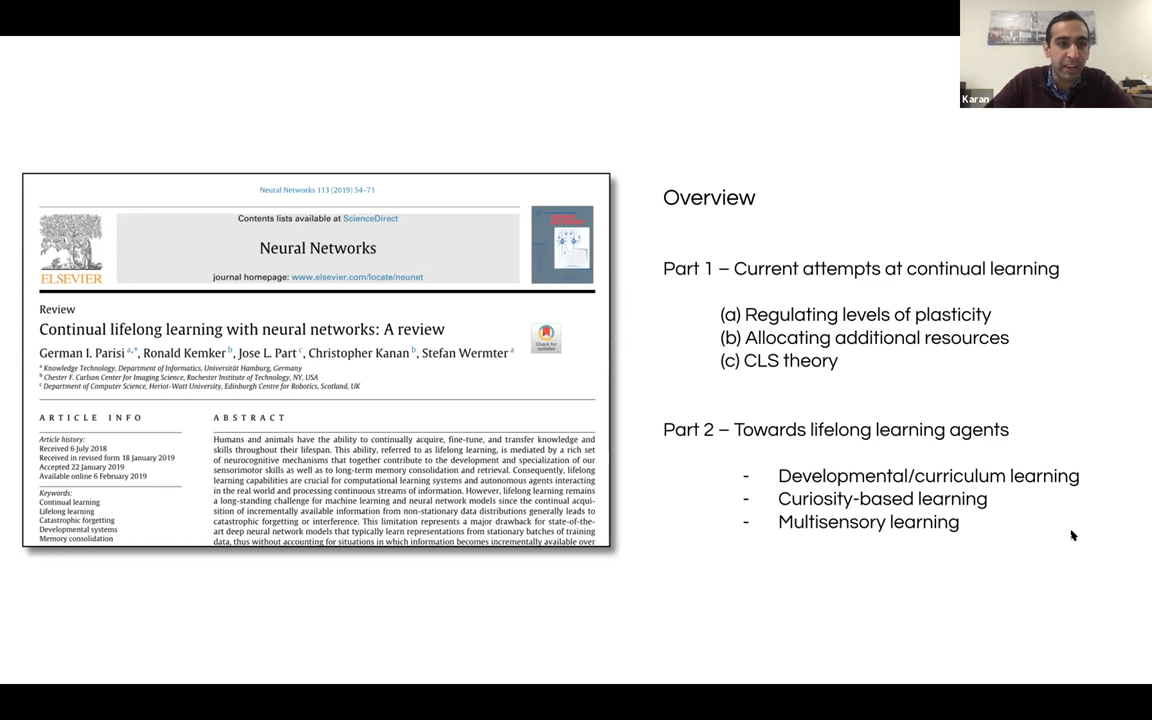 Karan
Neural Networks 113 (2019) 54–71
Contents lists available at ScienceDirect
Neural Networks
journal homepage: www.elsevier.com/locate/neunet
ELSEVIER
Review
Continual lifelong learning with neural networks: A review
German I. Parisi a,*, Ronald Kemker b, Jose L. Part c, Christopher Kanan b, Stefan Wermter a
a Knowledge Technology, Department of Informatics, Universität Hamburg, Germany
b Chester F. Carlson Center for Imaging Science, Rochester Institute of Technology, NY, USA
c Department of Computer Science, Heriot-Watt University, Edinburgh Centre for Robotics, Scotland, UK
Check for
updates
ARTICLE INFO
Article history:
Received 6 July 2018
Received in revised form 18 January 2019
Accepted 22 January 2019
Available online 6 February 2019
Keywords:
Continual learning
Lifelong learning
Catastrophic forgetting
Developmental systems
Memory consolidation
ABSTRACT
Humans and animals have the ability to continually acquire, fine-tune, and transfer knowledge and
skills throughout their lifespan. This ability, referred to as lifelong learning, is mediated by a rich set
of neurocognitive mechanisms that together contribute to the development and specialization of our
sensorimotor skills as well as to long-term memory consolidation and retrieval. Consequently, lifelong
learning capabilities are crucial for computational learning systems and autonomous agents interacting
in the real world and processing continuous streams of information. However, lifelong learning remains
a long-standing challenge for machine learning and neural network models since the continual acqui-
sition of incrementally available information from non-stationary data distributions generally leads to
catastrophic forgetting or interference. This limitation represents a major drawback for state-of-the-
art deep neural network models that typically learn representations from stationary batches of training
data, thus without accounting for situations in which information becomes incrementally available over
Overview
Part 1 – Current attempts at continual learning
(a) Regulating levels of plasticity
(b) Allocating additional resources
(c) CLS theory
Part 2 – Towards lifelong learning agents
- Developmental/curriculum learning
- Curiosity-based learning
- Multisensory learning